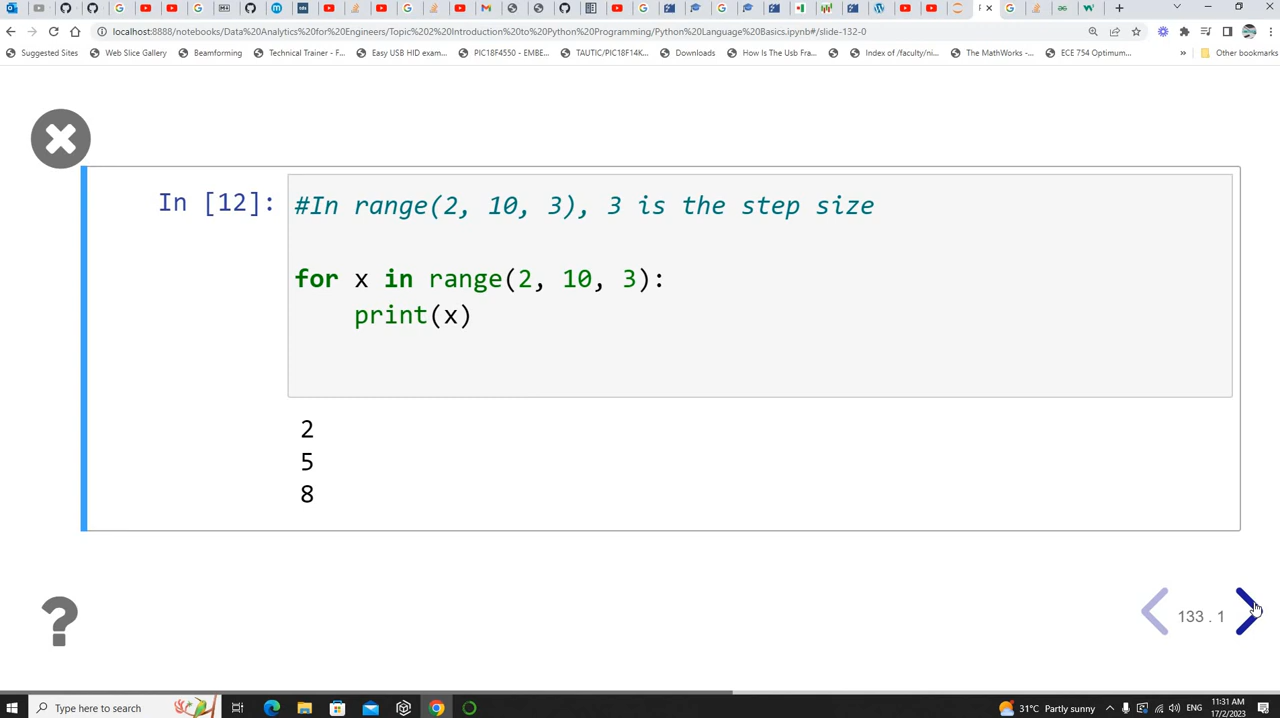 localhost:8888/notebooks/Data%20Analytics%20for%20Engineers/Topic%202%20Introduction%20to%20Python%20Programming/Python%20Language%20Basics.ipynb#/slide-132-0
Suggested Sites Web Slice Gallery Beamforming Technical Trainer - F... Easy USB HID exam... PIC18F4550 - EMBE... TAUTIC/PIC18F14K... Downloads How Is The Usb Fra... Index of /faculty/ni... The MathWorks -... ECE 754 Optimum... » Other bookmarks
In [12]: #In range(2, 10, 3), 3 is the step size
for x in range(2, 10, 3):
print(x)
2
5
8
?
133 . 1
Type here to search
31°C Partly sunny ENG 11:31 AM
17/2/2023